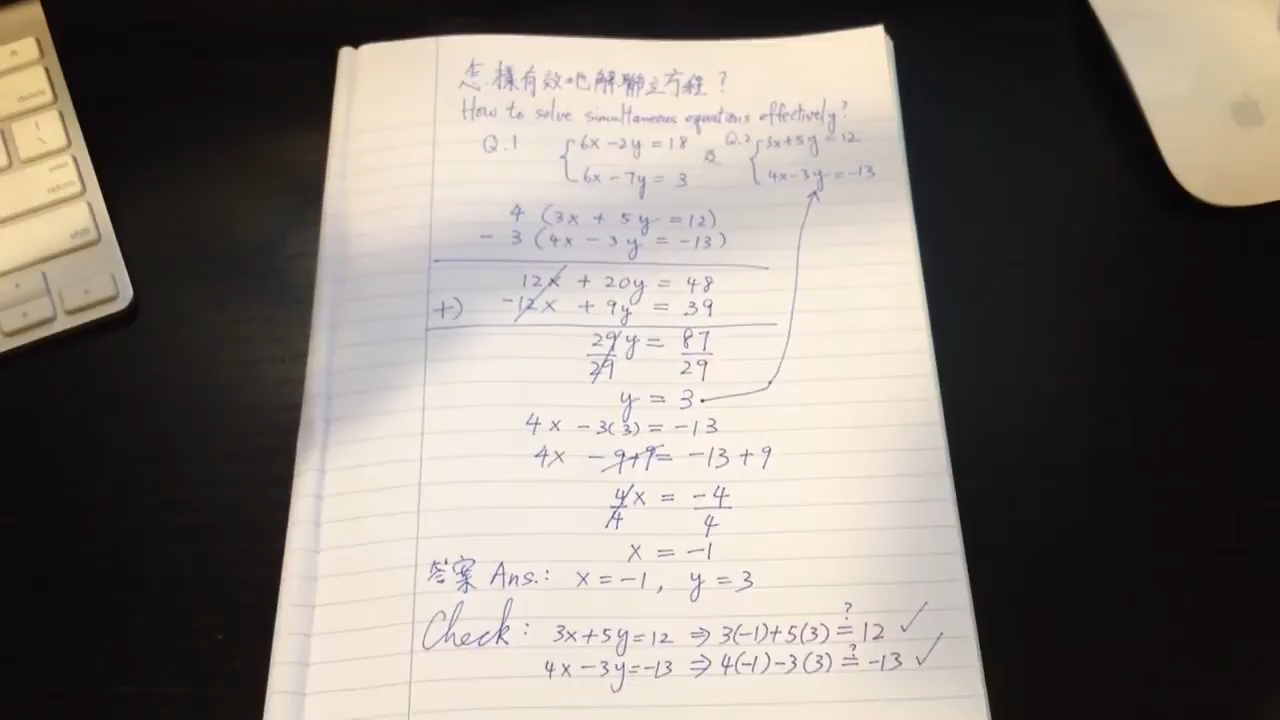 怎樣有效地解聯立方程?
How to solve simultaneous equations effectively?
Q.1 {6x-2y=18 及 Q.2 {3x+5y=12
6x-7y=3 4x-3y=-13
4 (3x + 5y = 12)
- 3 (4x - 3y = -13)
12x + 20y = 48
+) -12x + 9y = 39
29y = 87
29 29
y = 3
4x - 3(3) = -13
4x - 9+9 = -13 + 9
4x = -4
4 4
x = -1
答案 Ans.: x = -1, y = 3
Check: 3x+5y=12 ⇒ 3(-1)+5(3) ≟ 12 ✓
4x-3y=-13 ⇒ 4(-1)-3(3) ≟ -13 ✓
return
shift